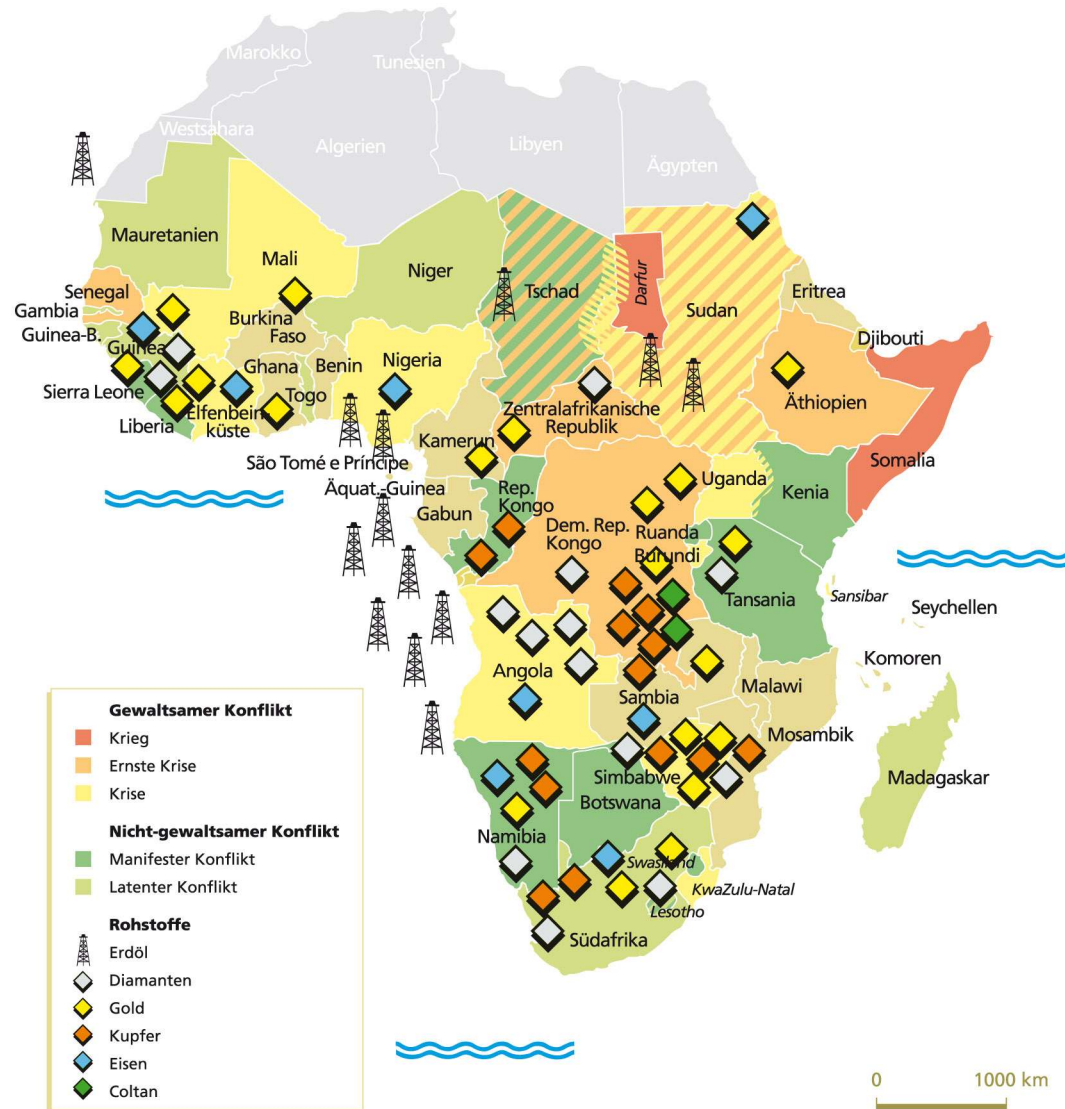 Marokko
Tunesien
Westsahara
Algerien
Libyen
Ägypten
Mauretanien
Mali
Niger
Tschad
Darfur
Sudan
Eritrea
Senegal
Gambia
Guinea-B.
Guinea
Burkina
Faso
Djibouti
Sierra Leone
Ghana
Benin
Nigeria
Togo
Liberia
Elfenbein-
küste
Zentralafrikanische
Republik
Äthiopien
Kamerun
São Tomé e Príncipe
Äquat.-Guinea
Gabun
Rep.
Kongo
Dem. Rep.
Kongo
Uganda
Kenia
Somalia
Ruanda
Burundi
Tansania
Sansibar
Seychellen
Komoren
Angola
Sambia
Malawi
Mosambik
Simbabwe
Botswana
Madagaskar
Namibia
Swasiland
KwaZulu-Natal
Lesotho
Südafrika
Gewaltsamer Konflikt
Krieg
Ernste Krise
Krise
Nicht-gewaltsamer Konflikt
Manifester Konflikt
Latenter Konflikt
Rohstoffe
Erdöl
Diamanten
Gold
Kupfer
Eisen
Coltan
0 1000 km